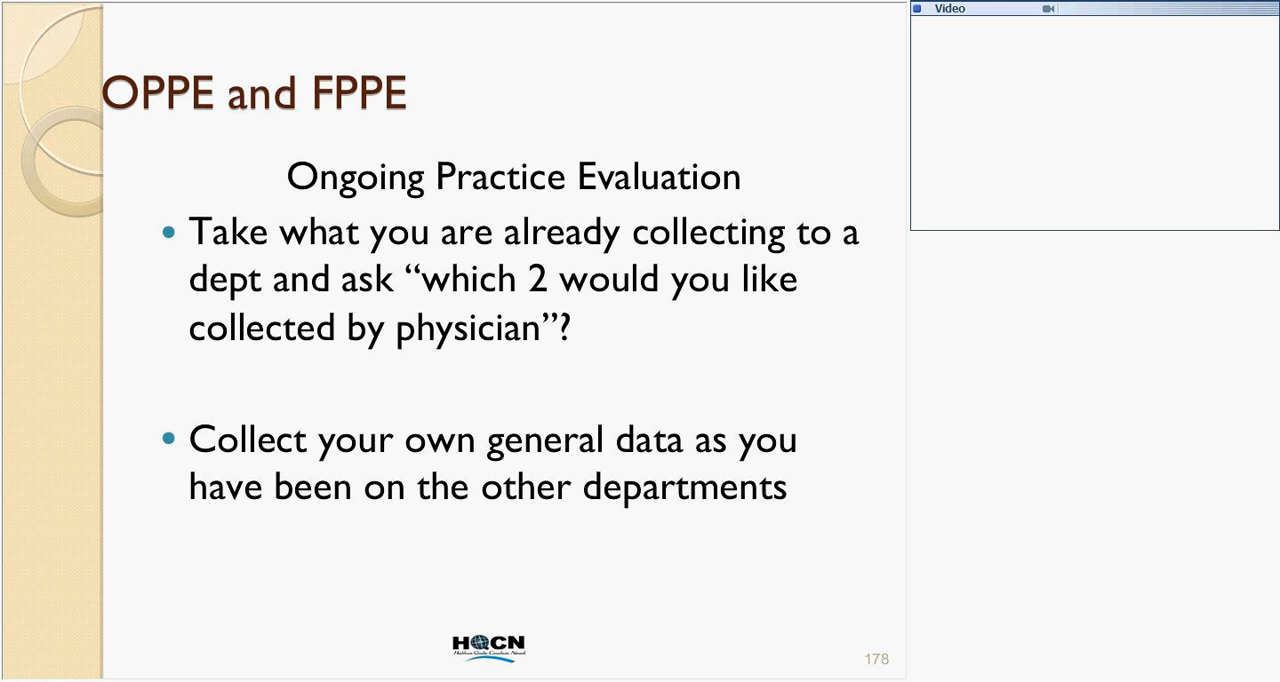 Video
OPPE and FPPE
Ongoing Practice Evaluation
• Take what you are already collecting to a
dept and ask “which 2 would you like
collected by physician”?
• Collect your own general data as you
have been on the other departments
HQCN
178